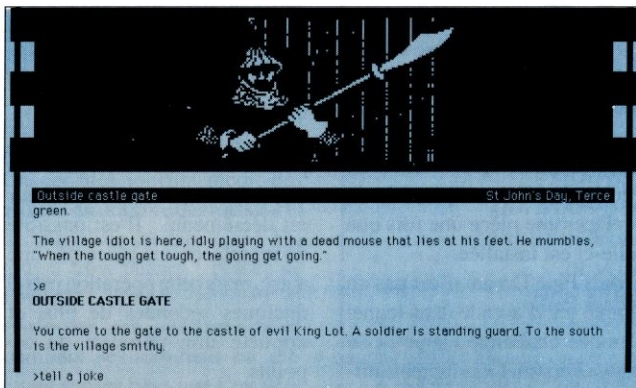 Outside castle gate St John's Day, Terce
green.
The village idiot is here, idly playing with a dead mouse that lies at his feet. He mumbles,
"When the tough get tough, the going get going."
>e
OUTSIDE CASTLE GATE
You come to the gate to the castle of evil King Lot. A soldier is standing guard. To the south
is the village smithy.
>tell a joke